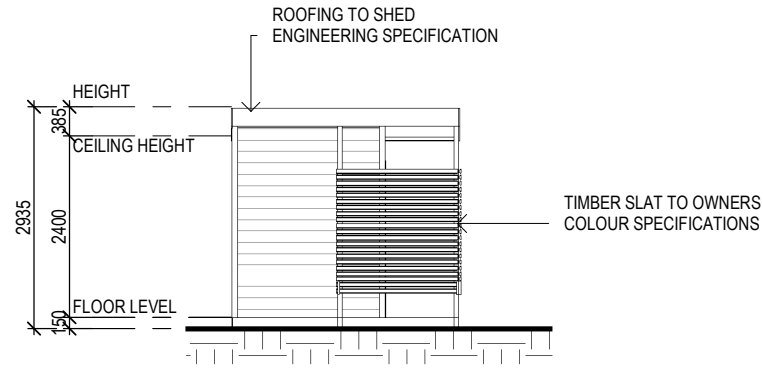 ROOFING TO SHED
ENGINEERING SPECIFICATION
HEIGHT
385
CEILING HEIGHT
2935
2400
TIMBER SLAT TO OWNERS
COLOUR SPECIFICATIONS
FLOOR LEVEL
150